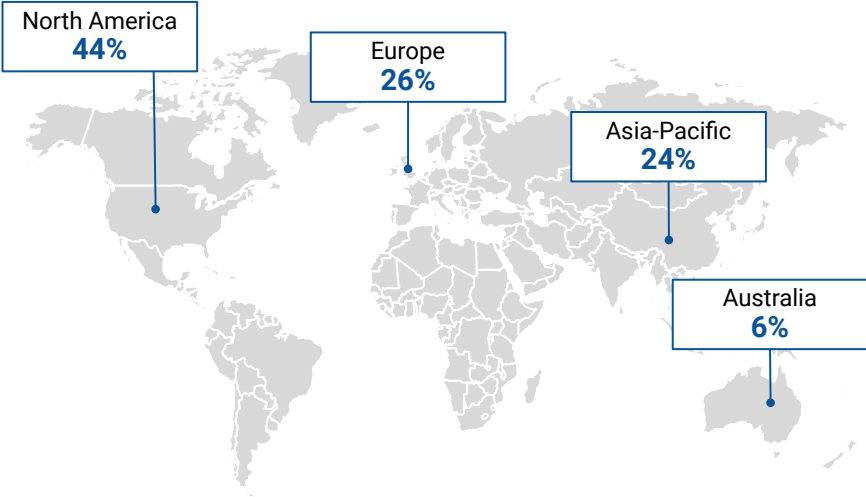 North America
44%
Europe
26%
Asia-Pacific
24%
Australia
6%